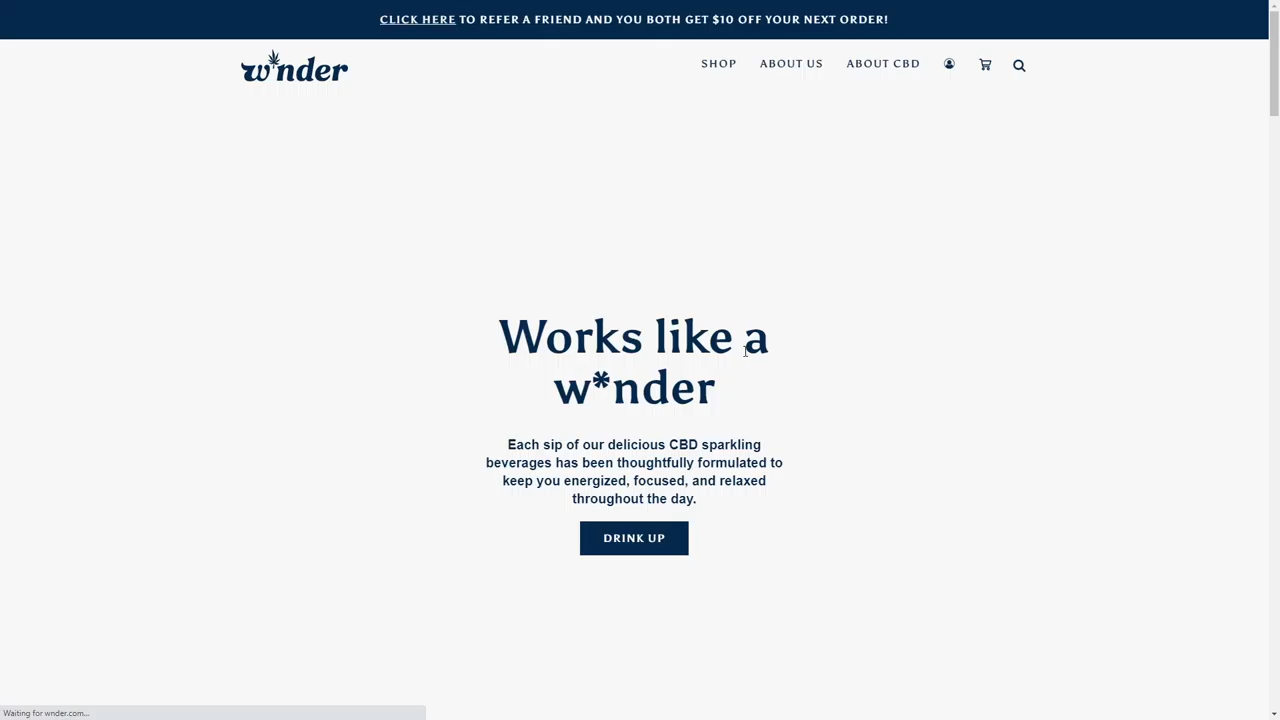 CLICK HERE TO REFER A FRIEND AND YOU BOTH GET $10 OFF YOUR NEXT ORDER!
w*nder
SHOP ABOUT US ABOUT CBD
Works like a
w*nder
Each sip of our delicious CBD sparkling
beverages has been thoughtfully formulated to
keep you energized, focused, and relaxed
throughout the day.
DRINK UP
Waiting for wnder.com...